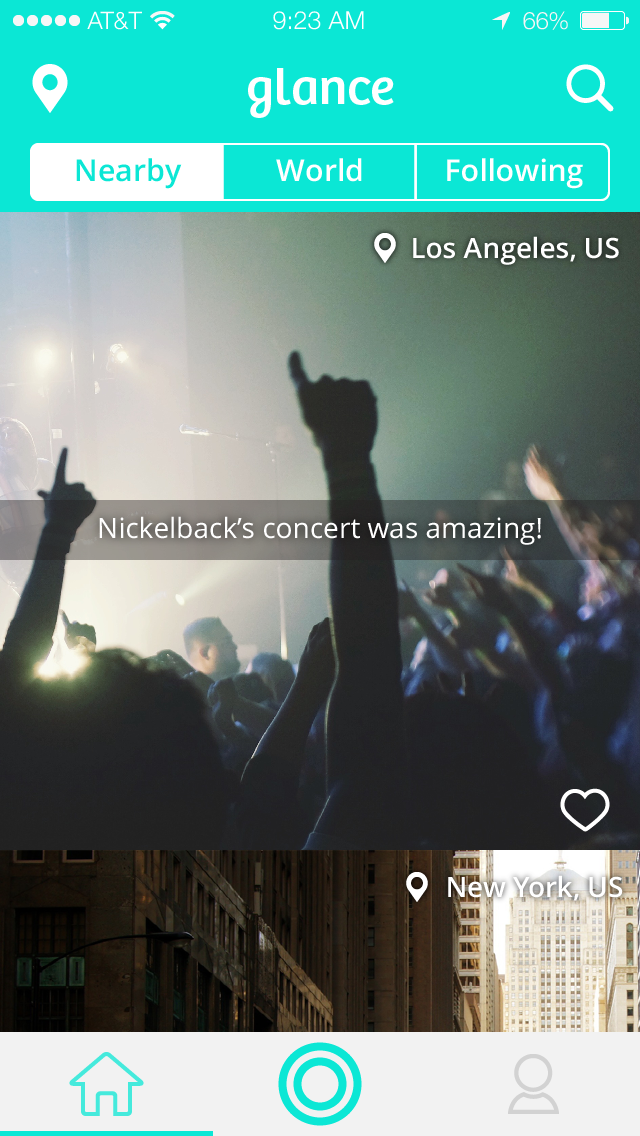 AT&T 9:23 AM 66%
glance
Nearby World Following
Los Angeles, US
Nickelback’s concert was amazing!
New York, US